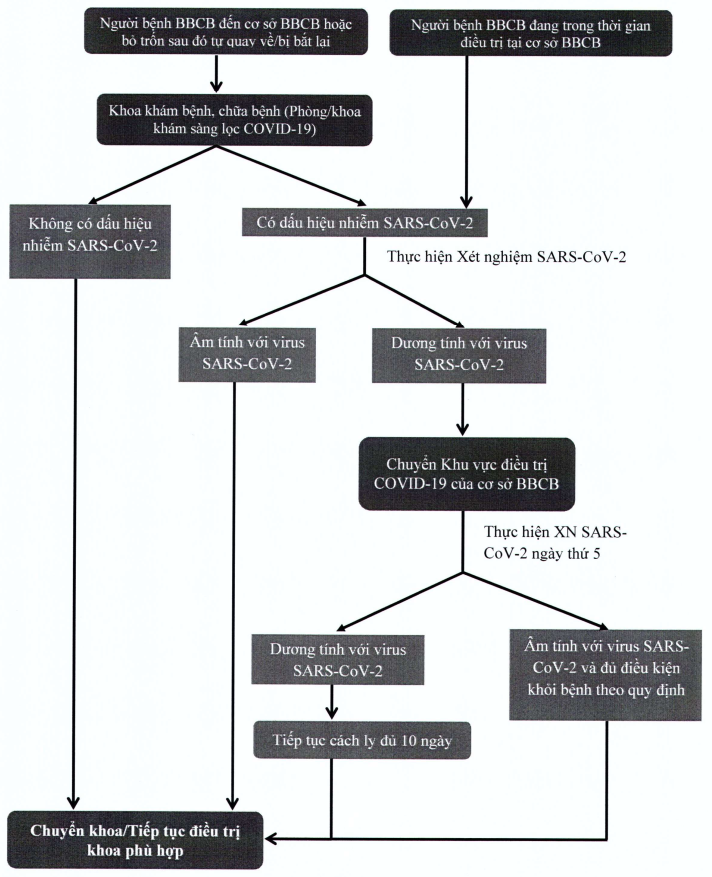 Người bệnh BBCB đến cơ sở BBCB hoặc
bỏ trốn sau đó tự quay về/bị bắt lại
Người bệnh BBCB đang trong thời gian
điều trị tại cơ sở BBCB
Khoa khám bệnh, chữa bệnh (Phòng/khoa
khám sàng lọc COVID-19)
Không có dấu hiệu
nhiễm SARS-CoV-2
Có dấu hiệu nhiễm SARS-CoV-2
Thực hiện Xét nghiệm SARS-CoV-2
Âm tính với virus
SARS-CoV-2
Dương tính với virus
SARS-CoV-2
Chuyển Khu vực điều trị
COVID-19 của cơ sở BBCB
Thực hiện XN SARS-
CoV-2 ngày thứ 5
Dương tính với virus
SARS-CoV-2
Âm tính với virus SARS-
CoV-2 và đủ điều kiện
khỏi bệnh theo quy định
Tiếp tục cách ly đủ 10 ngày
Chuyển khoa/Tiếp tục điều trị
khoa phù hợp